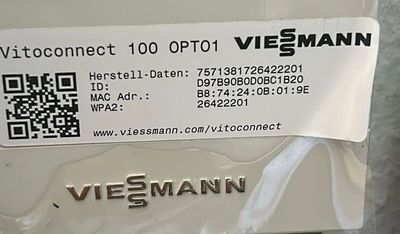 Vitoconnect 100 OPTO1 VIESSMANN
Herstell-Daten: 7571381726422201
ID: D97B90B0D0BC1B20
MAC Adr.: B8:74:24:0B:01:9E
WPA2: 26422201
www.viessmann.com/vitoconnect
VIESSMANN